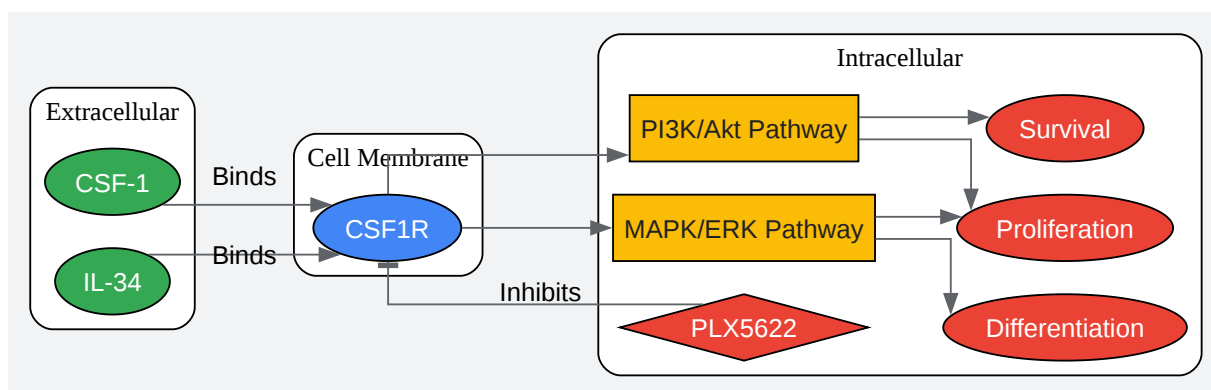 Extracellular
CSF-1
IL-34
Binds
Binds
Cell Membrane
CSF1R
Intracellular
PI3K/Akt Pathway
MAPK/ERK Pathway
Inhibits
PLX5622
Survival
Proliferation
Differentiation